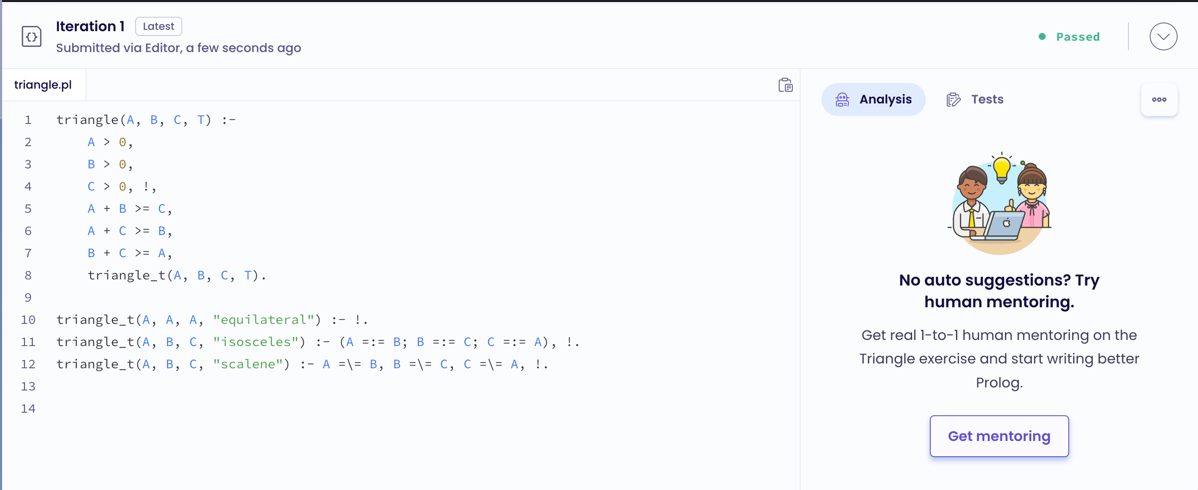 Iteration 1 Latest
Submitted via Editor, a few seconds ago
Passed
triangle.pl
1 triangle(A, B, C, T) :-
2     A > 0,
3     B > 0,
4     C > 0, !,
5     A + B >= C,
6     A + C >= B,
7     B + C >= A,
8     triangle_t(A, B, C, T).
9
10 triangle_t(A, A, A, "equilateral") :- !.
11 triangle_t(A, B, C, "isosceles") :- (A =:= B; B =:= C; C =:= A), !.
12 triangle_t(A, B, C, "scalene") :- A =\= B, B =\= C, C =\= A, !.
13
14
Analysis Tests
No auto suggestions? Try
human mentoring.
Get real 1-to-1 human mentoring on the
Triangle exercise and start writing better
Prolog.
Get mentoring